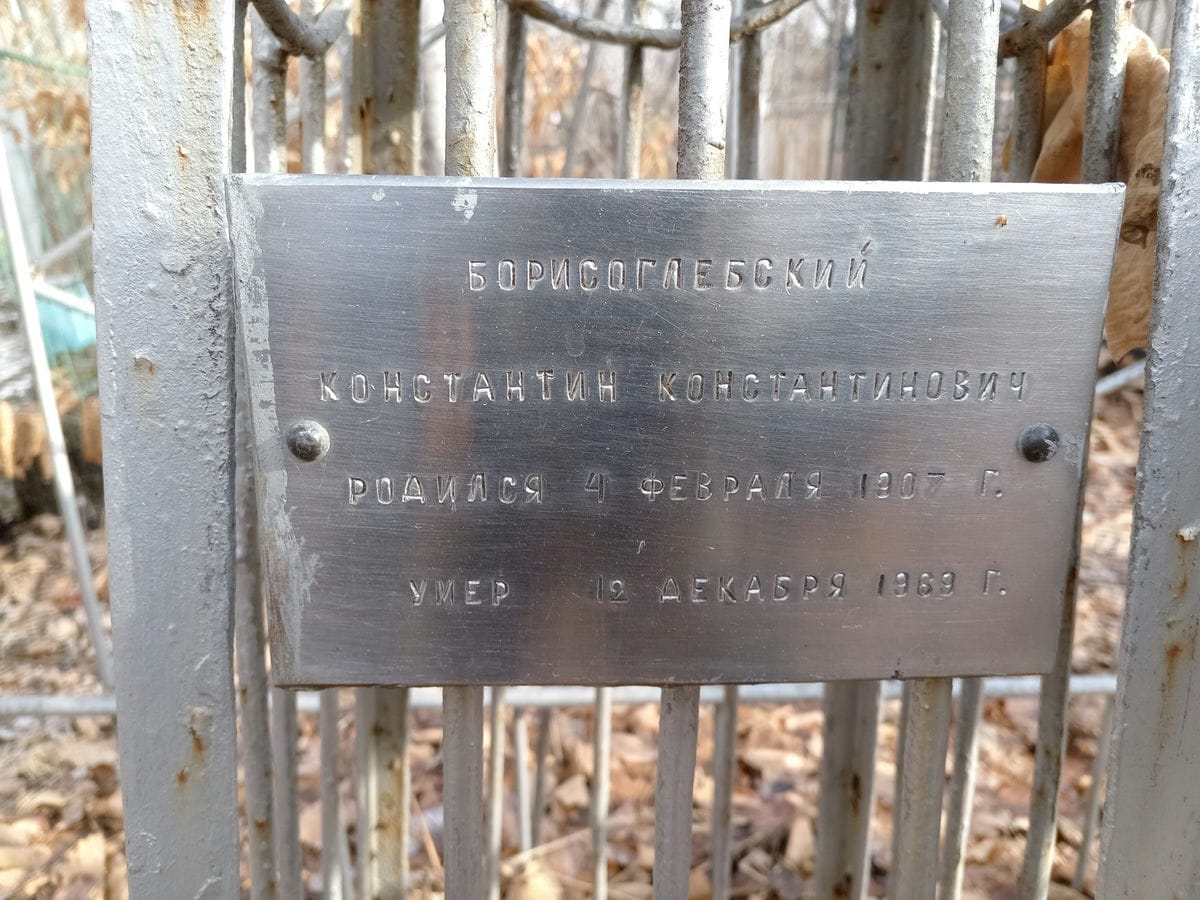 БОРИСОГЛЕБСКИЙ
КОНСТАНТИН КОНСТАНТИНОВИЧ
РОДИЛСЯ 4 ФЕВРАЛЯ 1907 Г.
УМЕР 12 ДЕКАБРЯ 1969 Г.